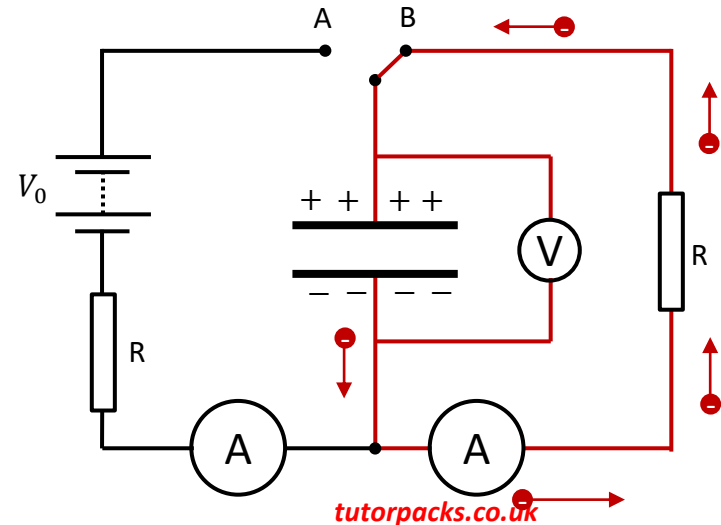 A
B
V₀
+ + + +
V
R
− − − −
R
A
A
tutorpacks.co.uk